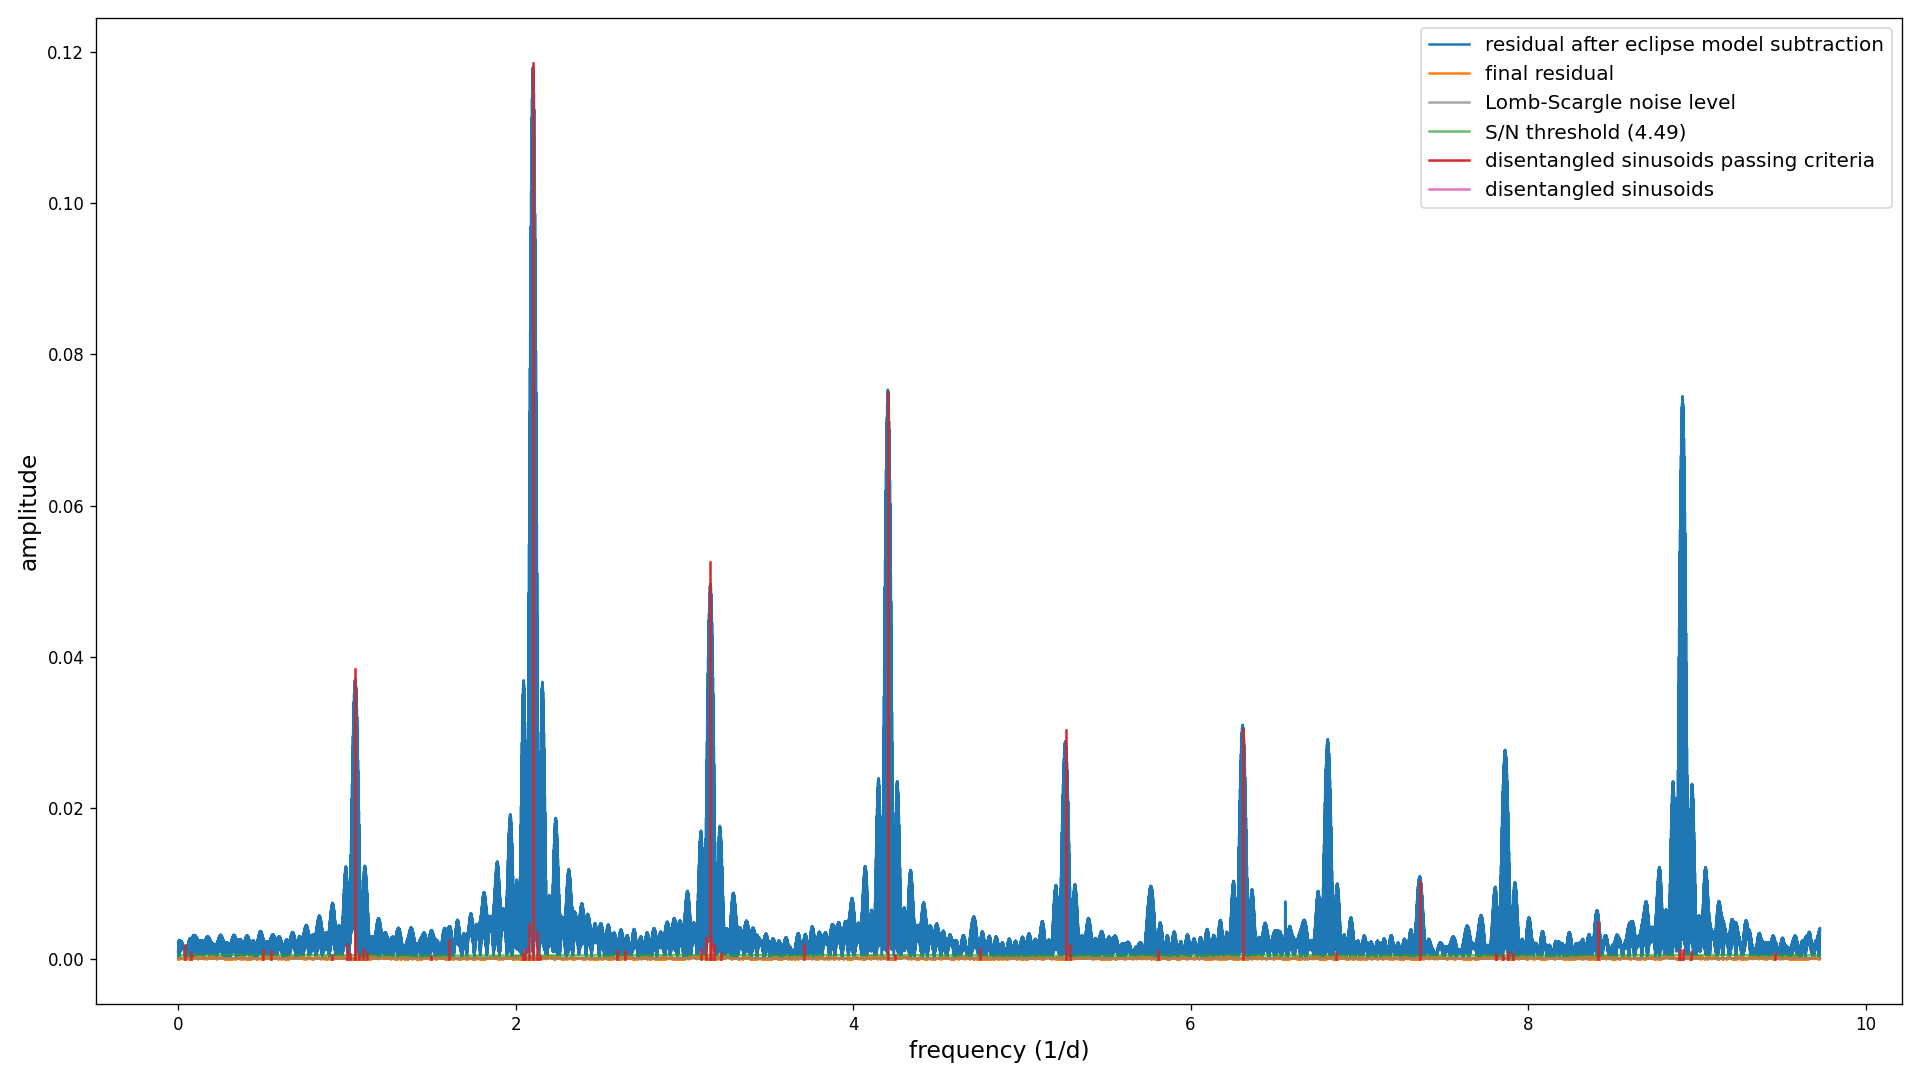 0.12
0.10
0.08
0.06
0.04
0.02
0.00
amplitude
0 2 4 6 8 10
frequency (1/d)
residual after eclipse model subtraction
final residual
Lomb-Scargle noise level
S/N threshold (4.49)
disentangled sinusoids passing criteria
disentangled sinusoids